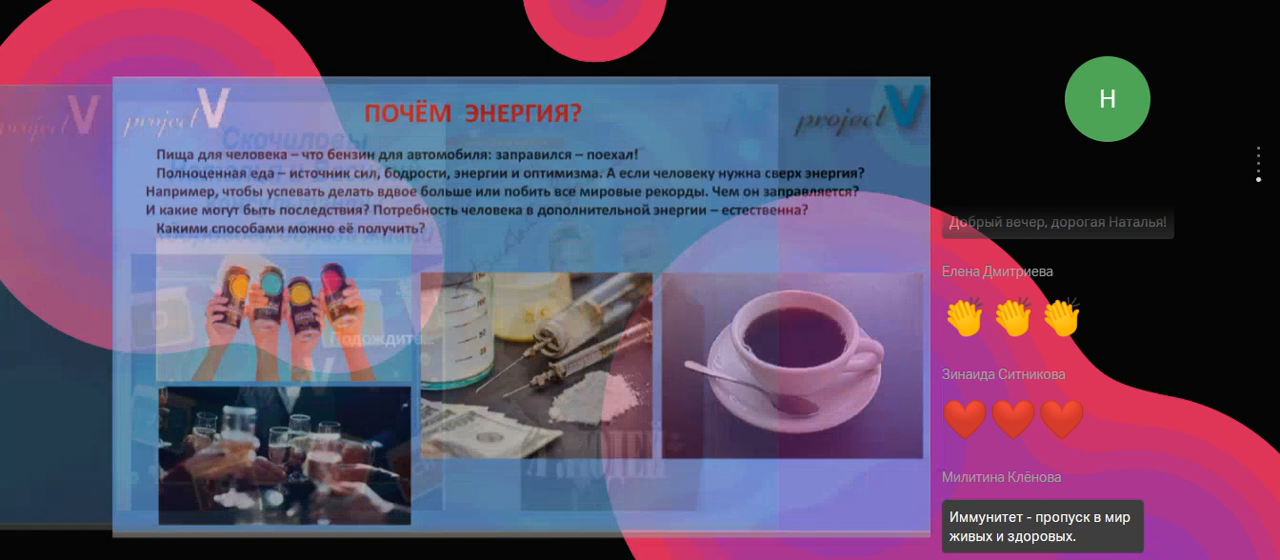 project V
project V
project V
ПОЧЁМ ЭНЕРГИЯ?
Скочиловы
Пища для человека – что бензин для автомобиля: заправился – поехал!
Полноценная еда – источник сил, бодрости, энергии и оптимизма. А если человеку нужна сверх энергия?
Например, чтобы успевать делать вдвое больше или побить все мировые рекорды. Чем он заправляется?
И какие могут быть последствия? Потребность человека в дополнительной энергии – естественна?
Какими способами можно её получить?
Подождите...
Н
Добрый вечер, дорогая Наталья!
Елена Дмитриева
Зинаида Ситникова
Милитина Клёнова
Иммунитет - пропуск в мир
живых и здоровых.